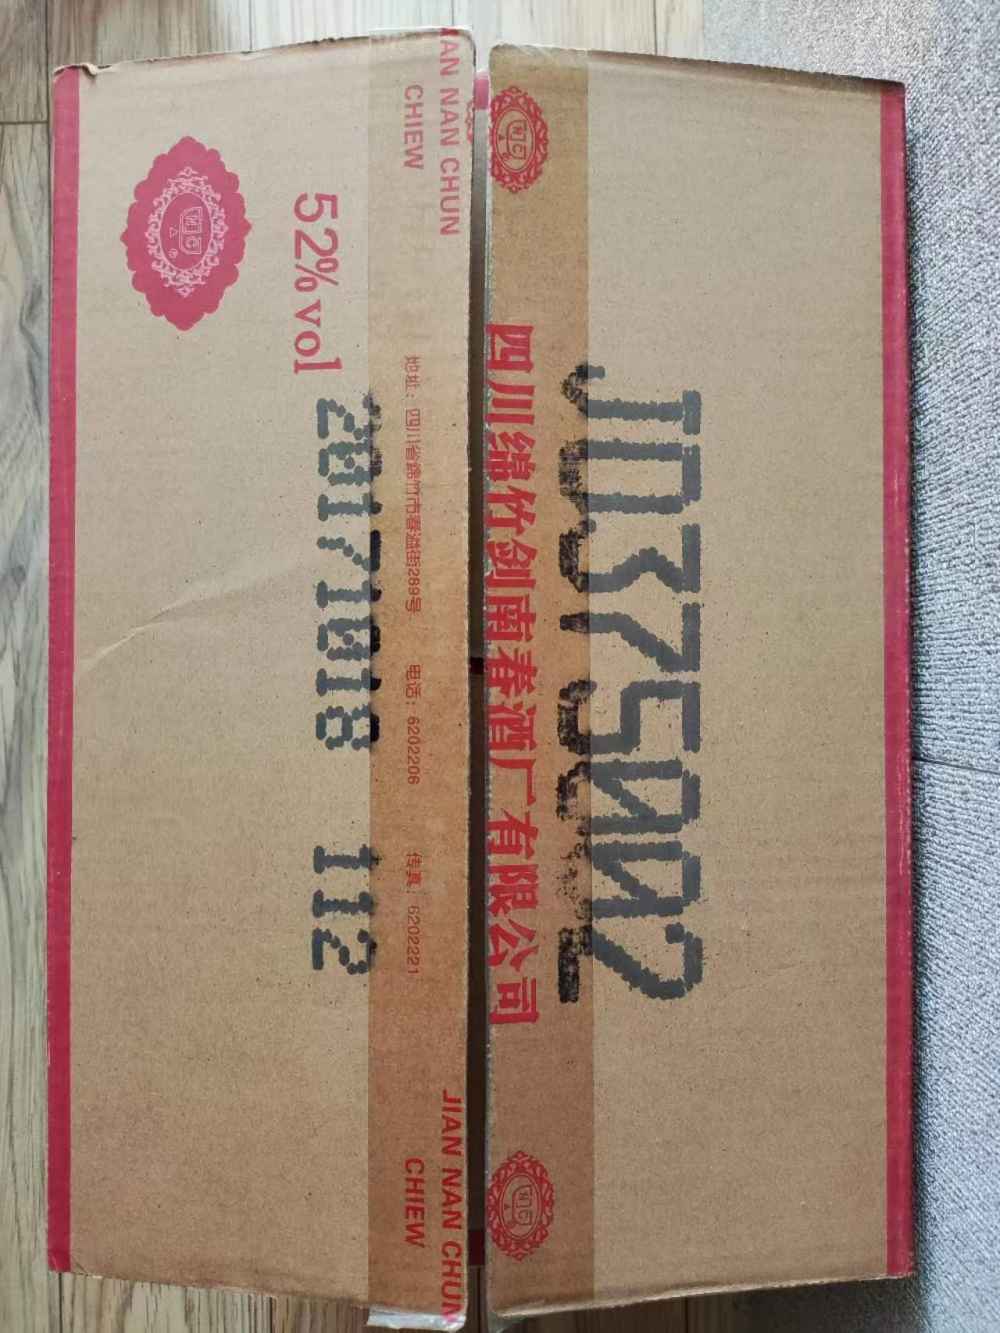 四川绵竹剑南春酒厂有限公司
IAN NAN CHUN
CHIEW
JIAN NAN CHUN
CHIEW
地址：四川省绵竹市春溢街289号 电话：6202206 传真：6202221
20171018 112
52%vol